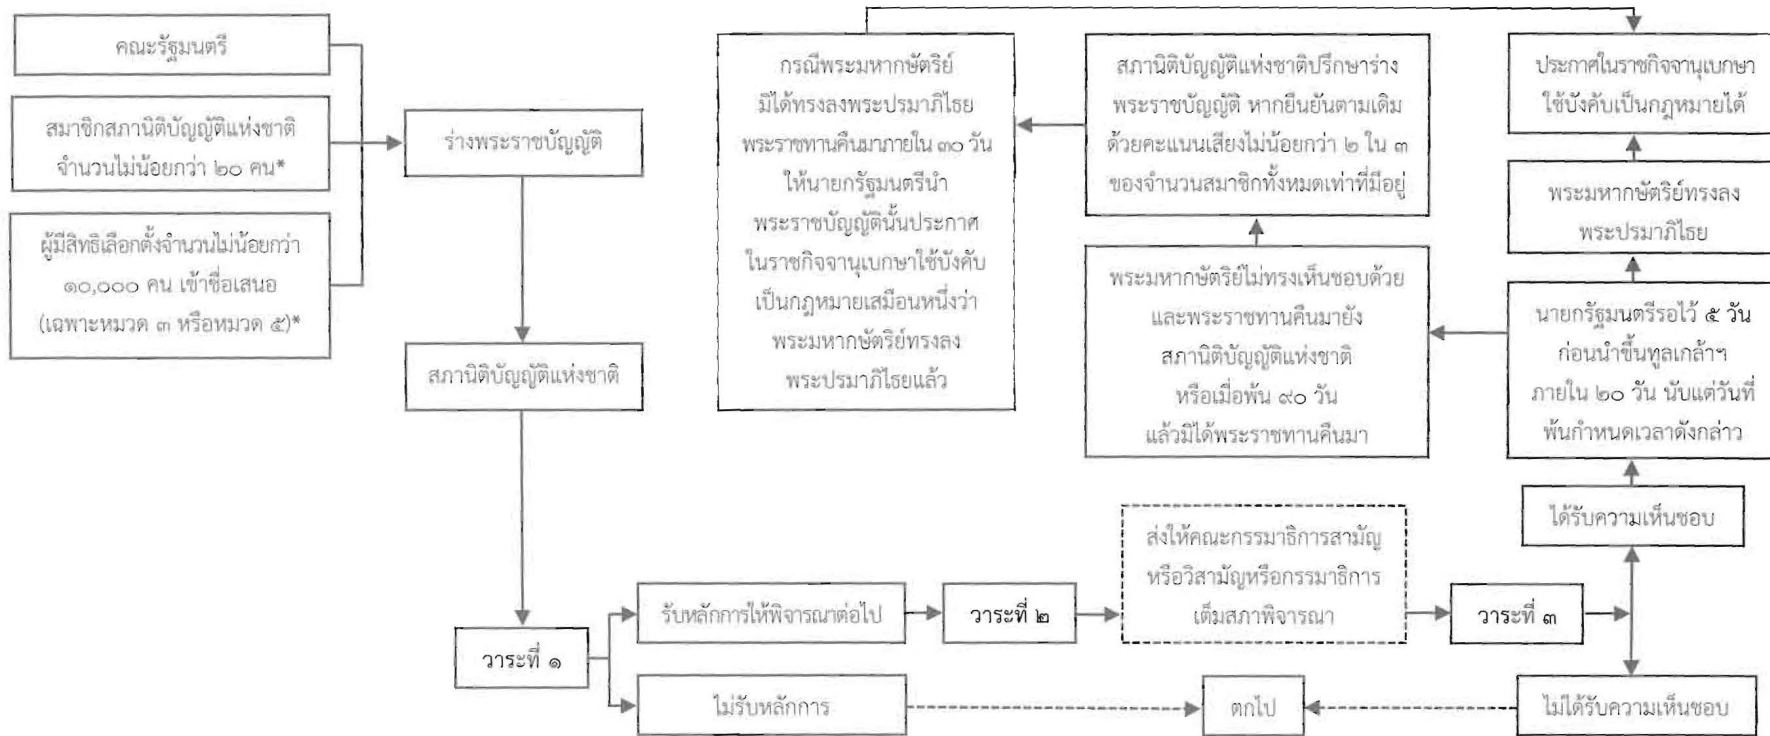 คณะรัฐมนตรี
สมาชิกสภานิติบัญญัติแห่งชาติ
จำนวนไม่น้อยกว่า ๒๐ คน*
ผู้มีสิทธิเลือกตั้งจำนวนไม่น้อยกว่า
๑๐,๐๐๐ คน เข้าชื่อเสนอ
(เฉพาะหมวด ๓ หรือหมวด ๕)*
ร่างพระราชบัญญัติ
สภานิติบัญญัติแห่งชาติ
วาระที่ ๑
รับหลักการให้พิจารณาต่อไป
ไม่รับหลักการ
วาระที่ ๒
ส่งให้คณะกรรมาธิการสามัญ
หรือวิสามัญหรือกรรมาธิการ
เต็มสภาพิจารณา
วาระที่ ๓
ตกไป
ไม่ได้รับความเห็นชอบ
ได้รับความเห็นชอบ
นายกรัฐมนตรีรอไว้ ๕ วัน
ก่อนนำขึ้นทูลเกล้าฯ
ภายใน ๒๐ วัน นับแต่วันที่
พ้นกำหนดเวลาดังกล่าว
พระมหากษัตริย์ทรงลง
พระปรมาภิไธย
ประกาศในราชกิจจานุเบกษา
ใช้บังคับเป็นกฎหมายได้
พระมหากษัตริย์ไม่ทรงเห็นชอบด้วย
และพระราชทานคืนมายัง
สภานิติบัญญัติแห่งชาติ
หรือเมื่อพ้น ๙๐ วัน
แล้วมิได้พระราชทานคืนมา
สภานิติบัญญัติแห่งชาติปรึกษาร่าง
พระราชบัญญัติ หากยืนยันตามเดิม
ด้วยคะแนนเสียงไม่น้อยกว่า ๒ ใน ๓
ของจำนวนสมาชิกทั้งหมดเท่าที่มีอยู่
กรณีพระมหากษัตริย์
มิได้ทรงลงพระปรมาภิไธย
พระราชทานคืนมาภายใน ๓๐ วัน
ให้นายกรัฐมนตรีนำ
พระราชบัญญัตินั้นประกาศ
ในราชกิจจานุเบกษาใช้บังคับ
เป็นกฎหมายเสมือนหนึ่งว่า
พระมหากษัตริย์ทรงลง
พระปรมาภิไธยแล้ว